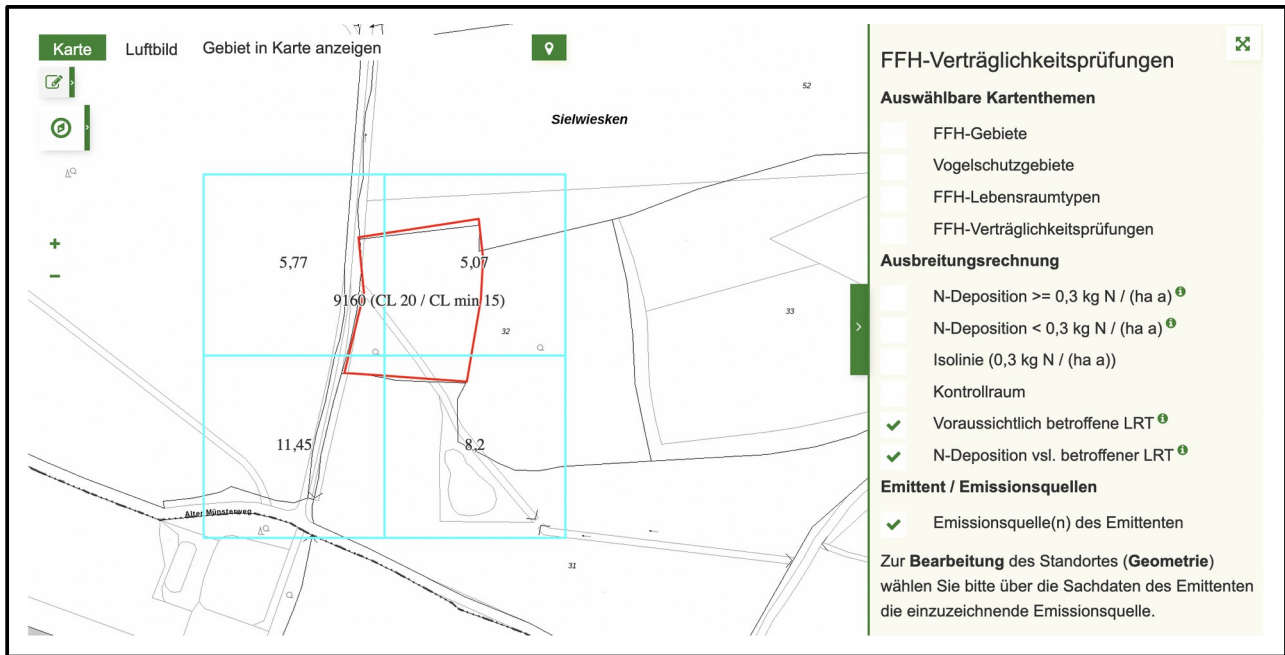 Karte Luftbild Gebiet in Karte anzeigen
52
Sielwiesken
5,77
5,07
9160 (CL 20 / CL min 15)
32
33
11,45
8,2
Alter Münsterweg
31
FFH-Verträglichkeitsprüfungen
Auswählbare Kartenthemen
FFH-Gebiete
Vogelschutzgebiete
FFH-Lebensraumtypen
FFH-Verträglichkeitsprüfungen
Ausbreitungsrechnung
N-Deposition >= 0,3 kg N / (ha a)
N-Deposition < 0,3 kg N / (ha a)
Isolinie (0,3 kg N / (ha a))
Kontrollraum
Voraussichtlich betroffene LRT
N-Deposition vsl. betroffener LRT
Emittent / Emissionsquellen
Emissionsquelle(n) des Emittenten
Zur Bearbeitung des Standortes (Geometrie)
wählen Sie bitte über die Sachdaten des Emittenten
die einzuzeichnende Emissionsquelle.